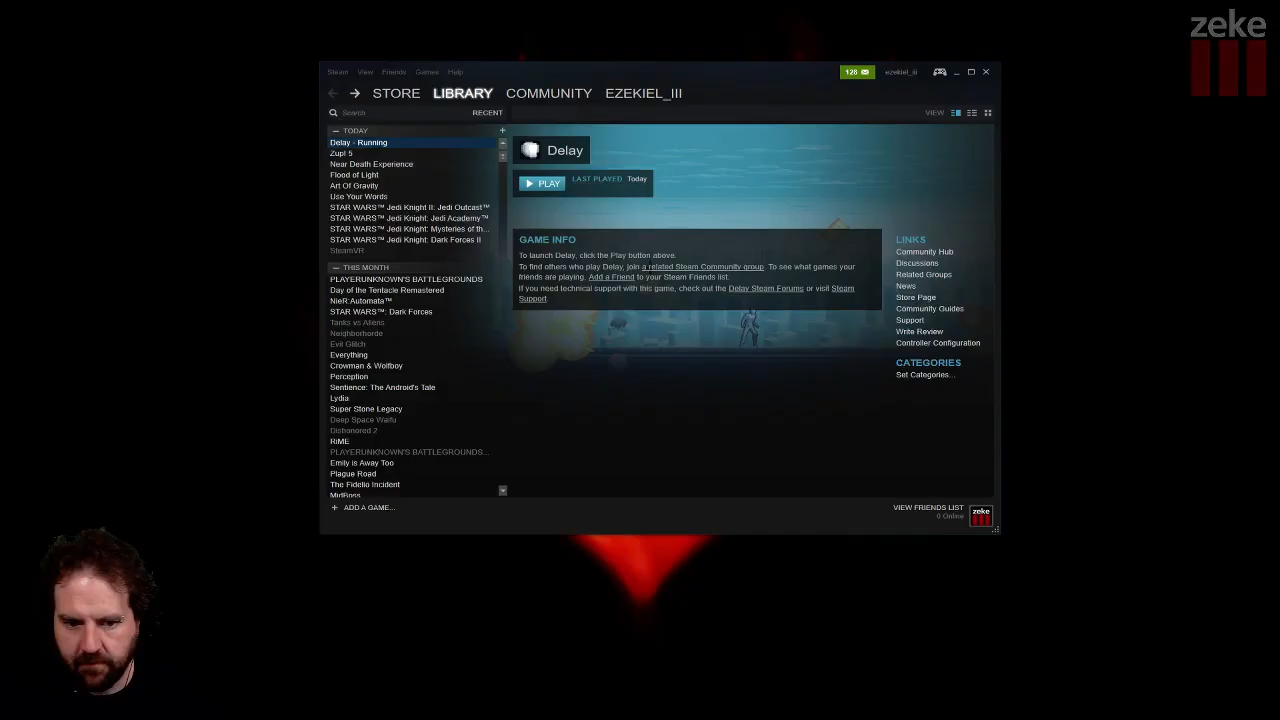 zeke
Steam View Friends Games Help
128 ezekiel_iii
STORE LIBRARY COMMUNITY EZEKIEL_III
Search RECENT VIEW
TODAY
Delay - Running
Zup! 5
Near Death Experience
Flood of Light
Art Of Gravity
Use Your Words
STAR WARS™ Jedi Knight II: Jedi Outcast™
STAR WARS™ Jedi Knight: Jedi Academy™
STAR WARS™ Jedi Knight: Mysteries of th...
STAR WARS™ Jedi Knight: Dark Forces II
SteamVR
THIS MONTH
PLAYERUNKNOWN'S BATTLEGROUNDS
Day of the Tentacle Remastered
NieR:Automata™
STAR WARS: Dark Forces
Tanks vs Aliens
Neighborhorde
Evil Glitch
Everything
Crowman & Wolfboy
Perception
Sentience: The Android's Tale
Lydia
Super Stone Legacy
Deep Space Waifu
Dishonored 2
RiME
PLAYERUNKNOWN'S BATTLEGROUNDS...
Emily is Away Too
Plague Road
The Fidelio Incident
MidBoss
ADD A GAME...
Delay
PLAY LAST PLAYED Today
GAME INFO
To launch Delay, click the Play button above.
To find others who play Delay, join a related Steam Community group. To see what games your
friends are playing, Add a Friend to your Steam Friends list.
If you need technical support with this game, check out the Delay Steam Forums or visit Steam
Support.
LINKS
Community Hub
Discussions
Related Groups
News
Store Page
Community Guides
Support
Write Review
Controller Configuration
CATEGORIES
Set Categories...
VIEW FRIENDS LIST
0 Online
zeke